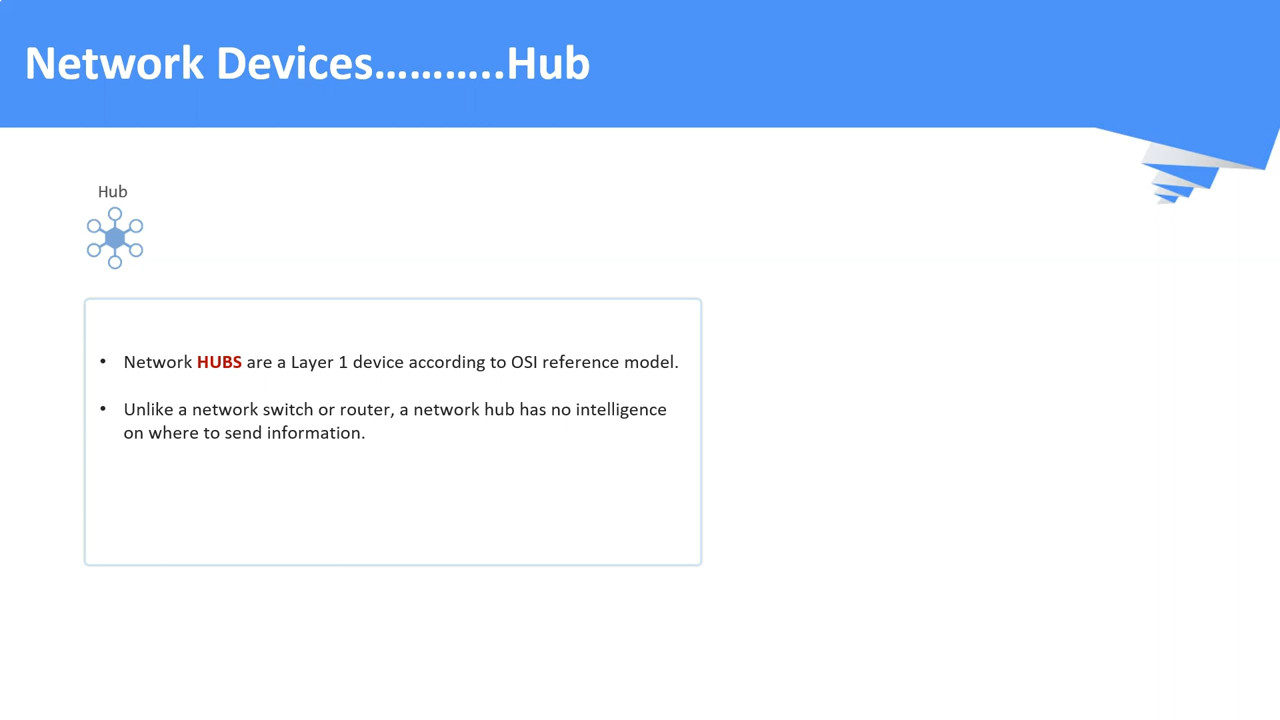 Network Devices………..Hub
Hub
• Network HUBS are a Layer 1 device according to OSI reference model.
• Unlike a network switch or router, a network hub has no intelligence
on where to send information.